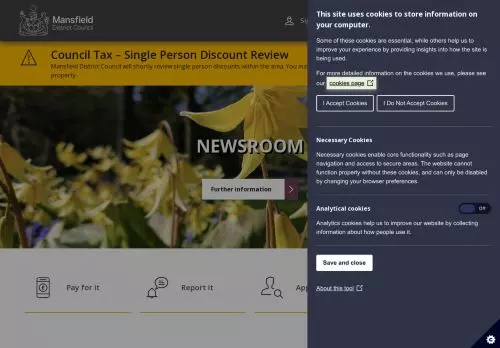 Mansfield
District Council
Council Tax – Single Person Discount Review
Mansfield District Council will shortly review single person discounts within the area. You ma
property.
NEWSROOM
Further information
Pay for it
Report it
This site uses cookies to store information on
your computer.
Some of these cookies are essential, while others help us to
improve your experience by providing insights into how the site is
being used.
For more detailed information on the cookies we use, please see
our cookies page
I Accept Cookies
I Do Not Accept Cookies
Necessary Cookies
Necessary cookies enable core functionality such as page
navigation and access to secure areas. The website cannot
function properly without these cookies, and can only be disabled
by changing your browser preferences.
Analytical cookies
Off
Analytics cookies help us to improve our website by collecting
information about how people use it.
Save and close
About this tool